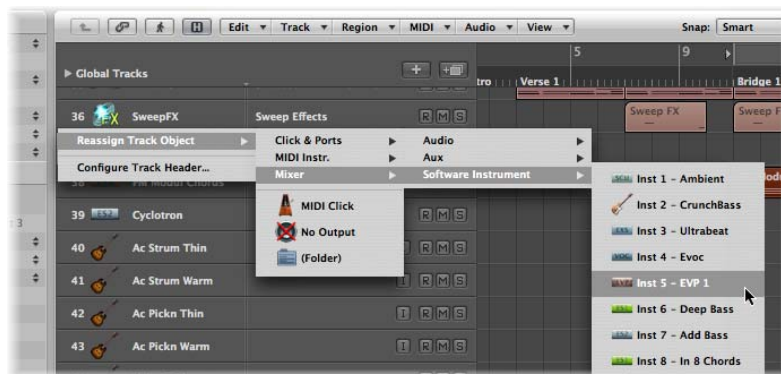 Edit Track Region MIDI Audio View Snap: Smart
5 9
Global Tracks
Verse 1 Bridge 1
36 SweepFX Sweep Effects R M S Sweep FX Sweep F
Reassign Track Object Click & Ports Audio
MIDI Instr. Aux
Configure Track Header... Mixer Software Instrument
Inst 1 - Ambient
38 FM Modul Chorus
MIDI Click Inst 2 - CrunchBass
39 Cyclotron R M S Inst 3 - Ultrabeat
No Output
40 Ac Strum Thin I R M S Inst 4 - Evoc
(Folder)
41 Ac Strum Warm I R M S Inst 5 - EVP 1
42 Ac Pickn Thin I R M S Inst 6 - Deep Bass
Inst 7 - Add Bass
43 Ac Pickn Warm I R M S
Inst 8 - In 8 Chords